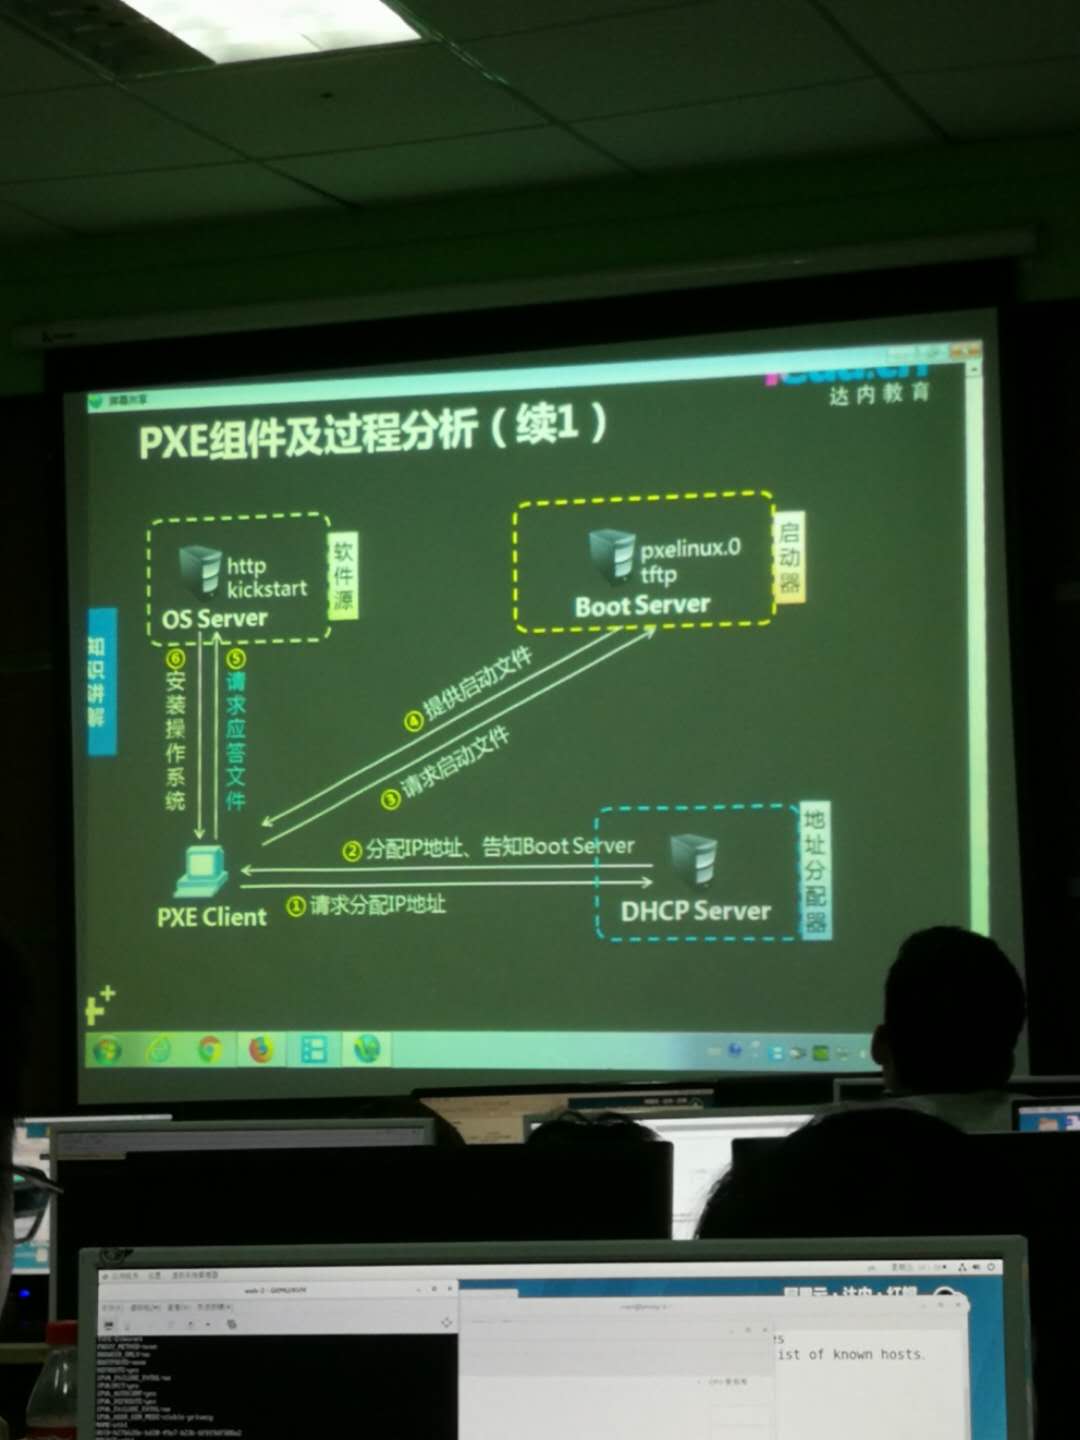 屏幕共享
达内教育
PXE组件及过程分析（续1）
http
kickstart
OS Server
软件源
pxelinux.0
tftp
Boot Server
启动器
知识讲解
⑥安装操作系统
⑤请求应答文件
④提供启动文件
③请求启动文件
②分配IP地址、告知Boot Server
①请求分配IP地址
PXE Client
DHCP Server
地址分配器
ist of known hosts.